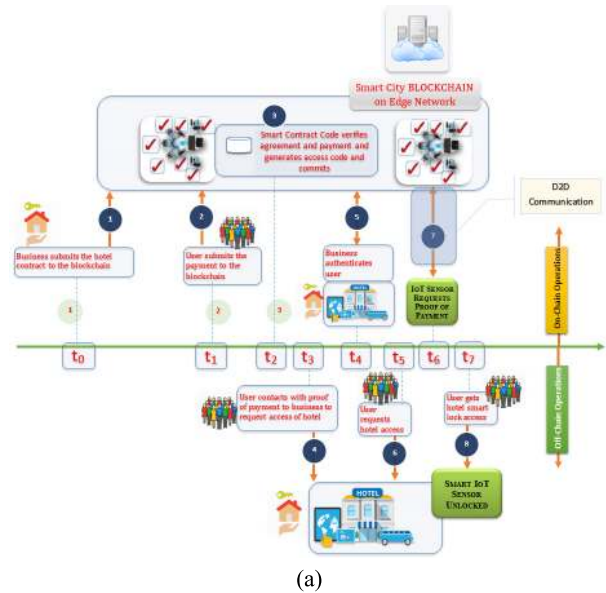 Smart City BLOCKCHAIN
on Edge Network
3
Smart Contract Code verifies
agreement and payment and
generates access code and
commits
D2D
Communication
1
2
5
7
Business submits the hotel
contract to the blockchain
User submits the
payment to the
blockchain
Business
authenticates
user
HOTEL
IoT Sensor
Requests
Proof of
Payment
On-Chain Operations
1
2
3
t0
t1
t2
t3
t4
t5
t6
t7
Off-Chain Operations
User contacts with proof
of payment to business to
request access of hotel
User
requests
hotel access
User gets
hotel smart
lock access
4
6
8
HOTEL
Smart IoT
Sensor
Unlocked
(a)